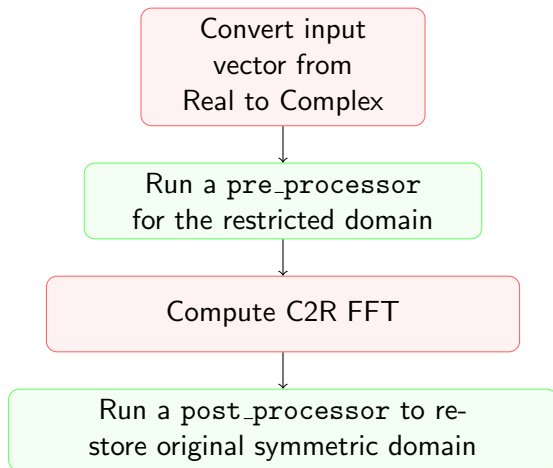 Convert input
vector from
Real to Complex
Run a pre_processor
for the restricted domain
Compute C2R FFT
Run a post_processor to re-
store original symmetric domain